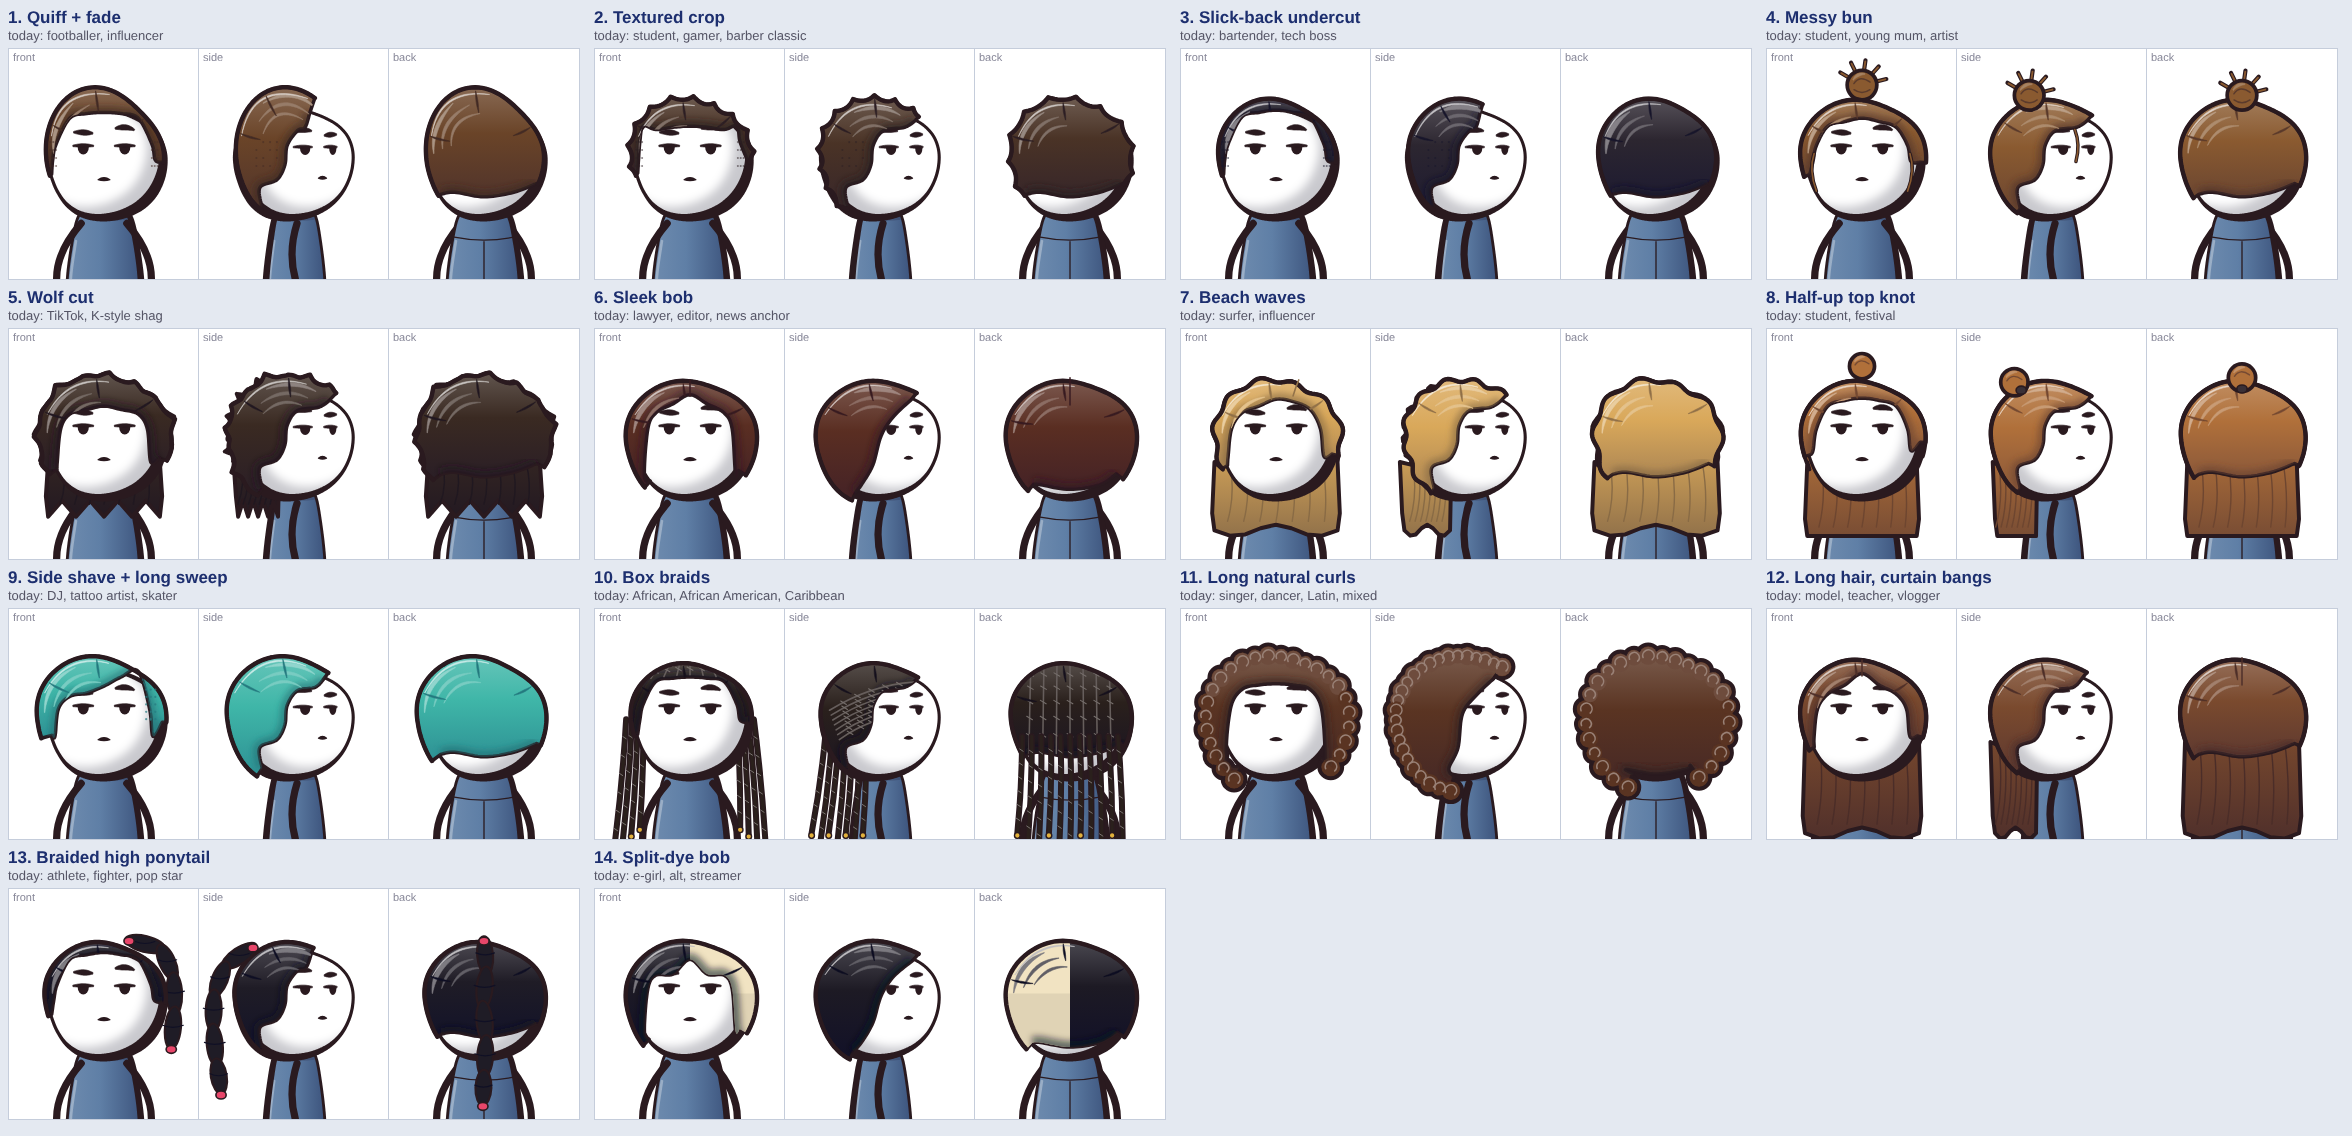 1. Quiff + fade
today: footballer, influencer
front
side
back
2. Textured crop
today: student, gamer, barber classic
front
side
back
3. Slick-back undercut
today: bartender, tech boss
front
side
back
4. Messy bun
today: student, young mum, artist
front
side
back
5. Wolf cut
today: TikTok, K-style shag
front
side
back
6. Sleek bob
today: lawyer, editor, news anchor
front
side
back
7. Beach waves
today: surfer, influencer
front
side
back
8. Half-up top knot
today: student, festival
front
side
back
9. Side shave + long sweep
today: DJ, tattoo artist, skater
front
side
back
10. Box braids
today: African, African American, Caribbean
front
side
back
11. Long natural curls
today: singer, dancer, Latin, mixed
front
side
back
12. Long hair, curtain bangs
today: model, teacher, vlogger
front
side
back
13. Braided high ponytail
today: athlete, fighter, pop star
front
side
back
14. Split-dye bob
today: e-girl, alt, streamer
front
side
back